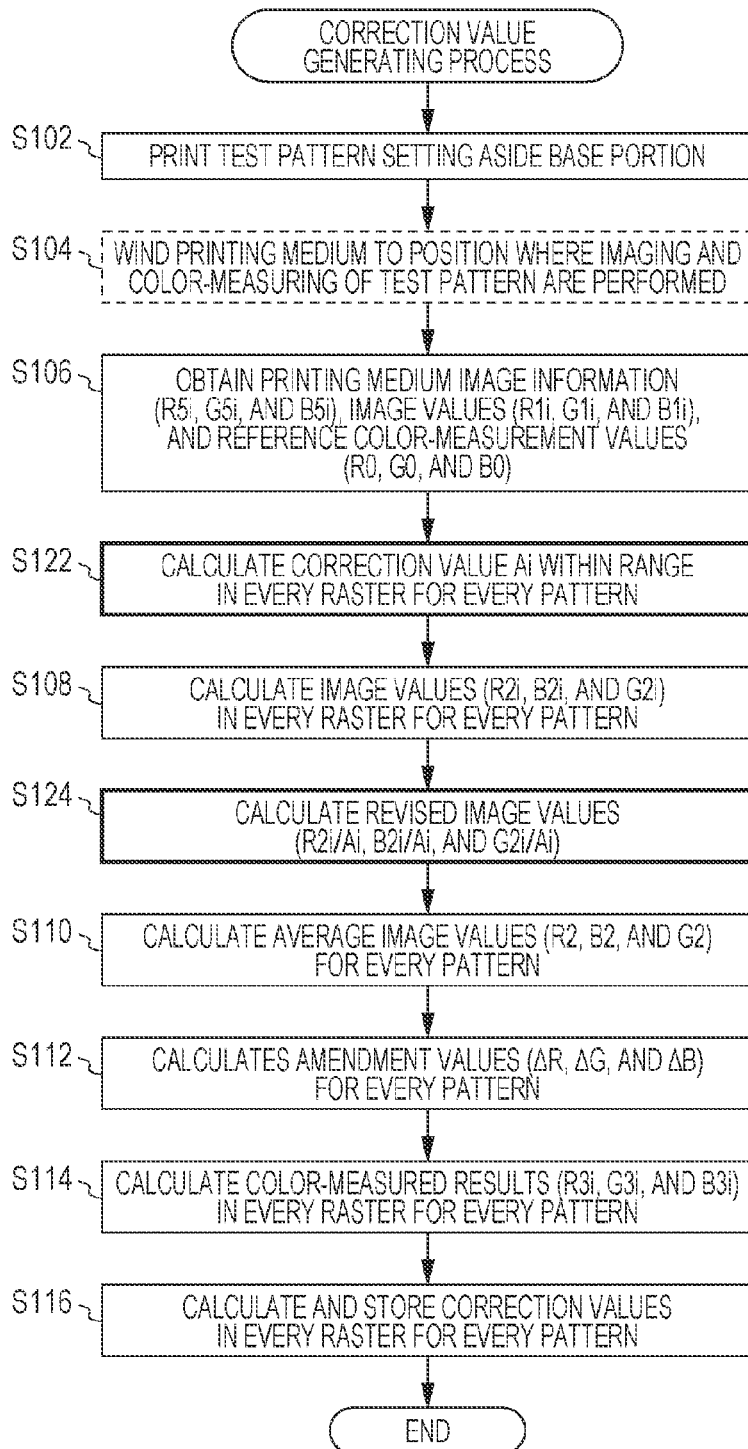 CORRECTION VALUE
GENERATING PROCESS
S102
PRINT TEST PATTERN SETTING ASIDE BASE PORTION
S104
WIND PRINTING MEDIUM TO POSITION WHERE IMAGING AND
COLOR-MEASURING OF TEST PATTERN ARE PERFORMED
S106
OBTAIN PRINTING MEDIUM IMAGE INFORMATION
(R5i, G5i, AND B5i), IMAGE VALUES (R1i, G1i, AND B1i),
AND REFERENCE COLOR-MEASUREMENT VALUES
(R0, G0, AND B0)
S122
CALCULATE CORRECTION VALUE Ai WITHIN RANGE
IN EVERY RASTER FOR EVERY PATTERN
S108
CALCULATE IMAGE VALUES (R2i, B2i, AND G2i)
IN EVERY RASTER FOR EVERY PATTERN
S124
CALCULATE REVISED IMAGE VALUES
(R2i/Ai, B2i/Ai, AND G2i/Ai)
S110
CALCULATE AVERAGE IMAGE VALUES (R2, B2, AND G2)
FOR EVERY PATTERN
S112
CALCULATES AMENDMENT VALUES (ΔR, ΔG, AND ΔB)
FOR EVERY PATTERN
S114
CALCULATE COLOR-MEASURED RESULTS (R3i, G3i, AND B3i)
IN EVERY RASTER FOR EVERY PATTERN
S116
CALCULATE AND STORE CORRECTION VALUES
IN EVERY RASTER FOR EVERY PATTERN
END